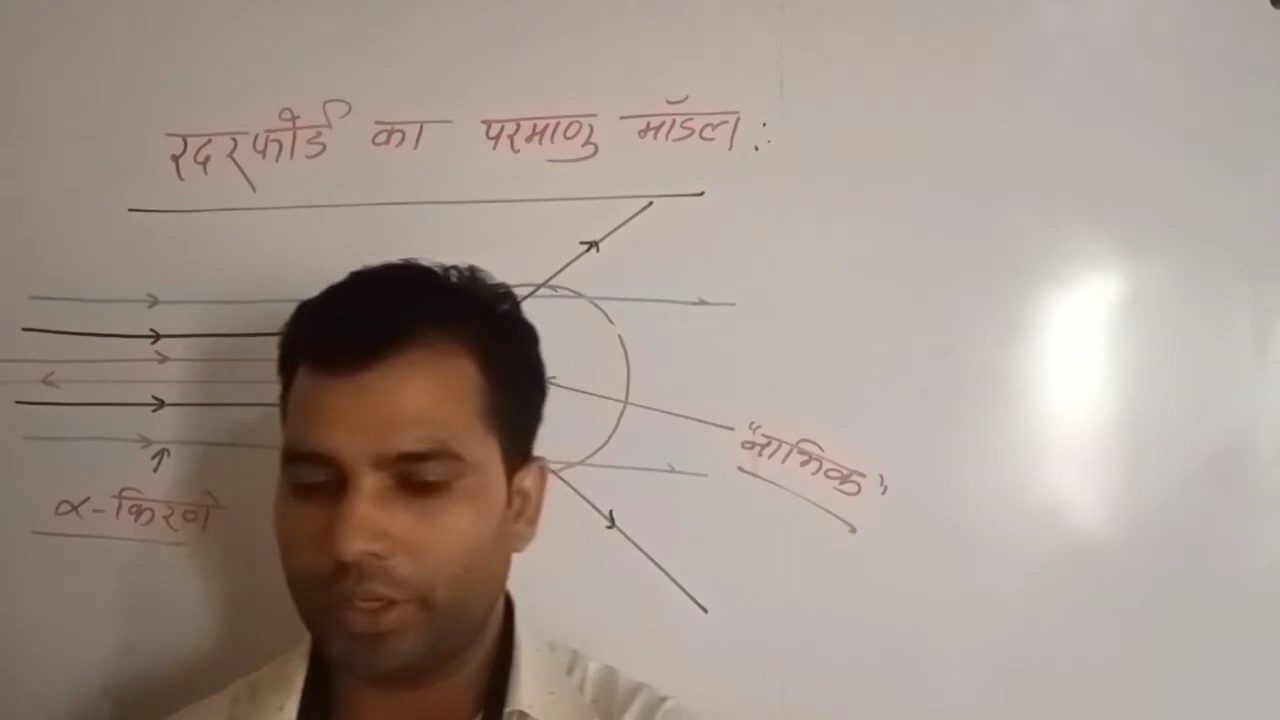 रदरफोर्ड का परमाणु मॉडल :
"नाभिक"
α-किरणे